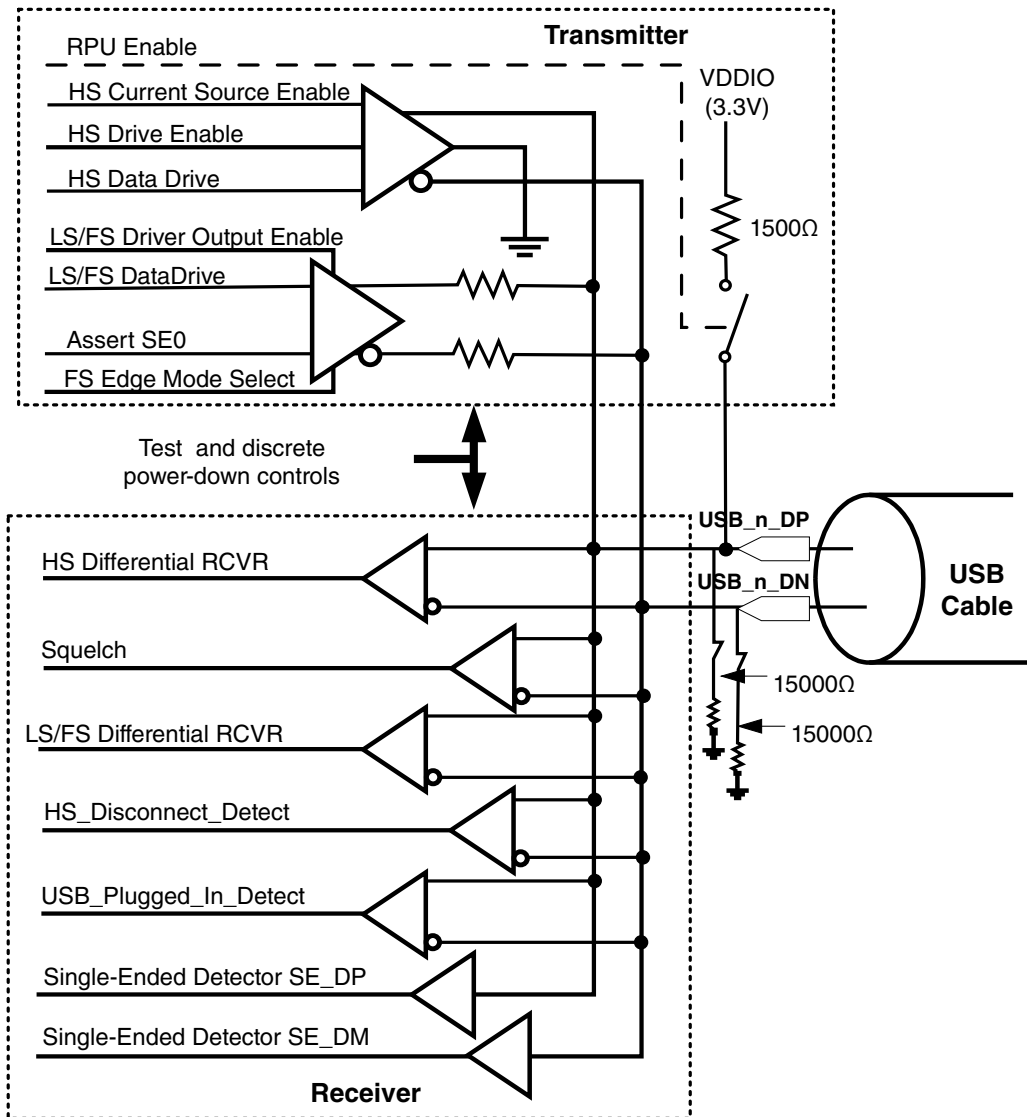 Transmitter
RPU Enable
HS Current Source Enable
HS Drive Enable
HS Data Drive
LS/FS Driver Output Enable
LS/FS DataDrive
Assert SE0
FS Edge Mode Select
VDDIO
(3.3V)
1500Ω
Test and discrete
power-down controls
USB_n_DP
USB_n_DN
USB
Cable
15000Ω
15000Ω
HS Differential RCVR
Squelch
LS/FS Differential RCVR
HS_Disconnect_Detect
USB_Plugged_In_Detect
Single-Ended Detector SE_DP
Single-Ended Detector SE_DM
Receiver